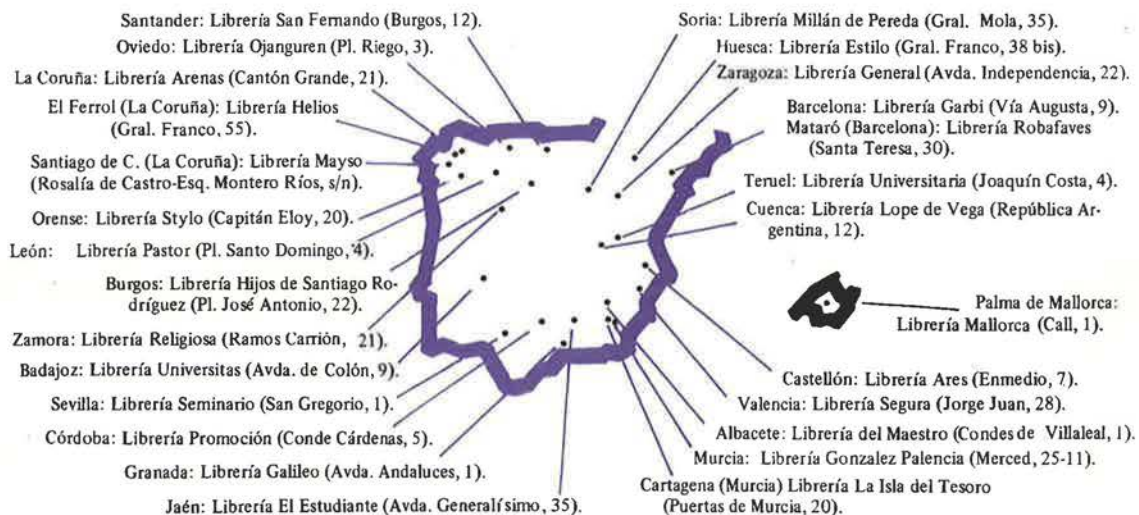 Santander: Librería San Fernando (Burgos, 12).
Oviedo: Librería Ojanguren (Pl. Riego, 3).
La Coruña: Librería Arenas (Cantón Grande, 21).
El Ferrol (La Coruña): Librería Helios
(Gral. Franco, 55).
Santiago de C. (La Coruña): Librería Mayso
(Rosalía de Castro-Esq. Montero Ríos, s/n).
Orense: Librería Stylo (Capitán Eloy, 20).
León: Librería Pastor (Pl. Santo Domingo, 4).
Burgos: Librería Hijos de Santiago Ro-
dríguez (Pl. José Antonio, 22).
Zamora: Librería Religiosa (Ramos Carrión, 21).
Badajoz: Librería Universitas (Avda. de Colón, 9).
Sevilla: Librería Seminario (San Gregorio, 1).
Córdoba: Librería Promoción (Conde Cárdenas, 5).
Granada: Librería Galileo (Avda. Andaluces, 1).
Jaén: Librería El Estudiante (Avda. Generalísimo, 35).
Soria: Librería Millán de Pereda (Gral. Mola, 35).
Huesca: Librería Estilo (Gral. Franco, 38 bis).
Zaragoza: Librería General (Avda. Independencia, 22).
Barcelona: Librería Garbi (Vía Augusta, 9).
Mataró (Barcelona): Librería Robafaves
(Santa Teresa, 30).
Teruel: Librería Universitaria (Joaquín Costa, 4).
Cuenca: Librería Lope de Vega (República Ar-
gentina, 12).
Palma de Mallorca:
Librería Mallorca (Call, 1).
Castellón: Librería Ares (Enmedio, 7).
Valencia: Librería Segura (Jorge Juan, 28).
Albacete: Librería del Maestro (Condes de Villaleal, 1).
Murcia: Librería Gonzalez Palencia (Merced, 25-11).
Cartagena (Murcia) Librería La Isla del Tesoro
(Puertas de Murcia, 20).